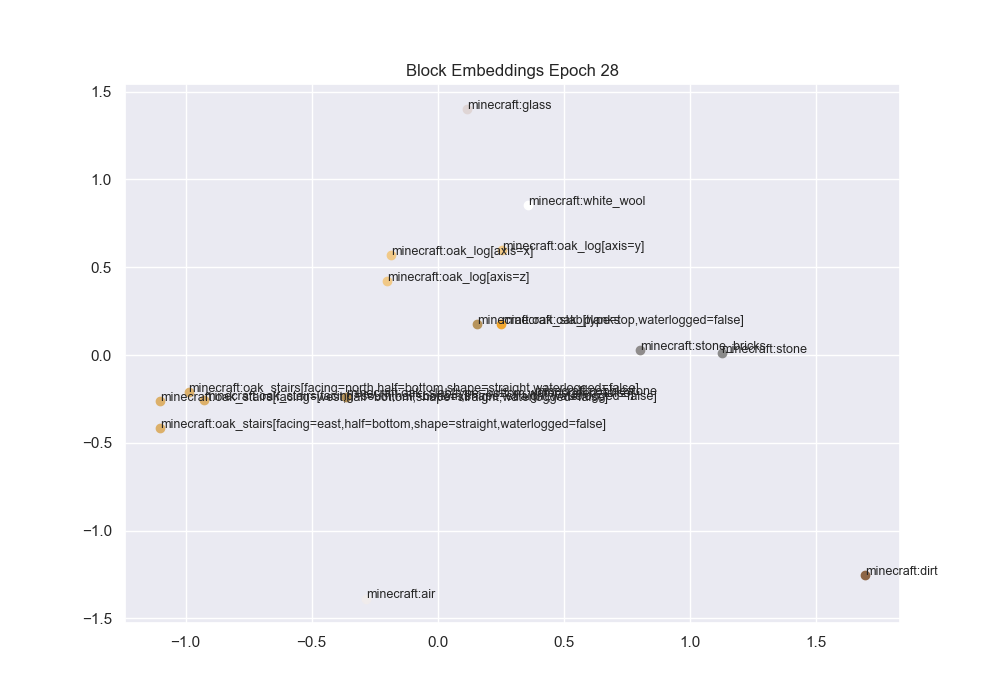 Block Embeddings Epoch 28
1.5
minecraft:glass
1.0
minecraft:white_wool
minecraft:oak_log[axis=y]
minecraft:oak_log[axis=x]
0.5
minecraft:oak_log[axis=z]
minecraft:stone_bricks
minecraft:stone
0.0
minecraft:oak_stairs[facing=north,half=bottom,shape=straight,waterlogged=false]
minecraft:oak_stairs[facing=east,half=bottom,shape=straight,waterlogged=false]
−0.5
−1.0
minecraft:dirt
minecraft:air
−1.5
−1.0 −0.5 0.0 0.5 1.0 1.5